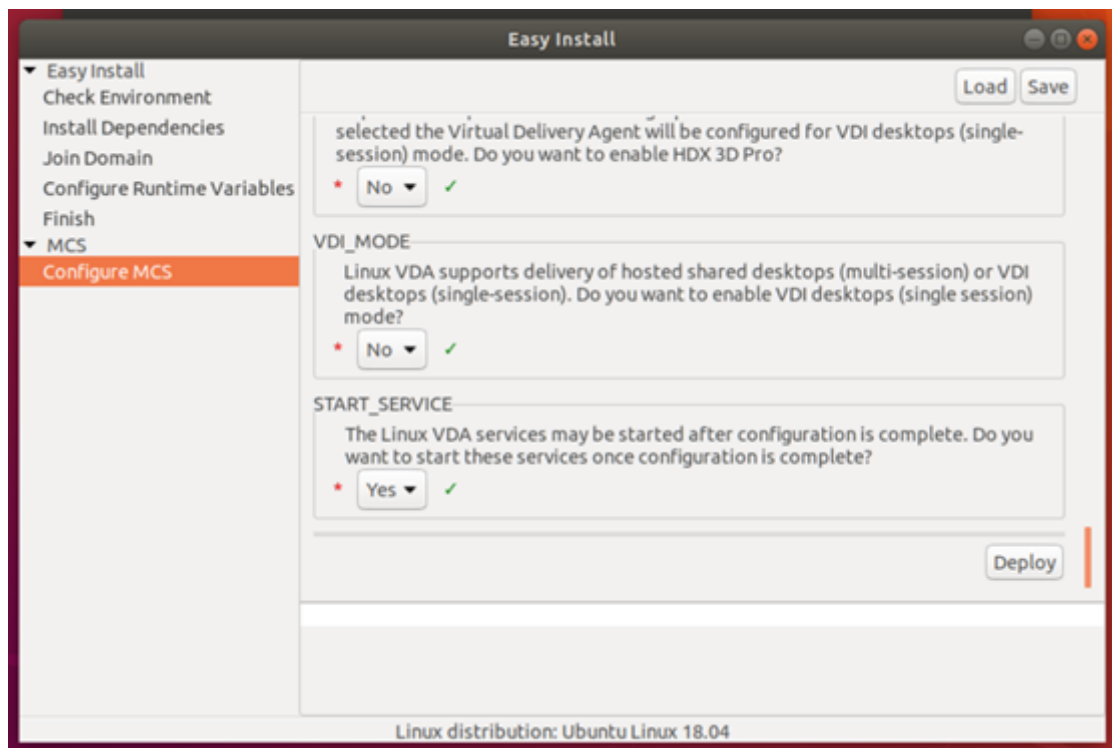 Easy Install
Easy Install
Check Environment
Install Dependencies
Join Domain
Configure Runtime Variables
Finish
MCS
Configure MCS
Load Save
selected the Virtual Delivery Agent will be configured for VDI desktops (single-
session) mode. Do you want to enable HDX 3D Pro?
* No ✓
VDI_MODE
Linux VDA supports delivery of hosted shared desktops (multi-session) or VDI
desktops (single-session). Do you want to enable VDI desktops (single session)
mode?
* No ✓
START_SERVICE
The Linux VDA services may be started after configuration is complete. Do you
want to start these services once configuration is complete?
* Yes ✓
Deploy
Linux distribution: Ubuntu Linux 18.04